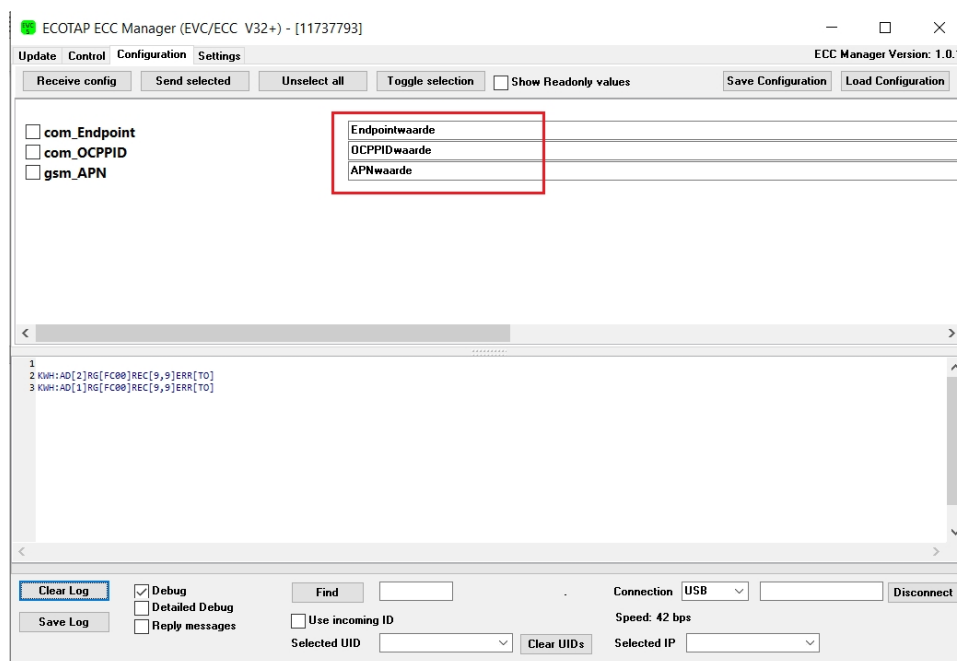 ECOTAP ECC Manager (EVC/ECC V32+) - [11737793]
Update Control Configuration Settings ECC Manager Version: 1.0.
Receive config Send selected Unselect all Toggle selection Show Readonly values Save Configuration Load Configuration
com_Endpoint Endpointwaarde
com_OCPPID OCPPIDwaarde
gsm_APN APNwaarde
1
2 KWH:AD[2]RG[FC00]REC[9,9]ERR[TO]
3 KWH:AD[1]RG[FC00]REC[9,9]ERR[TO]
Clear Log Debug Find Connection USB Disconnect
Detailed Debug
Save Log Reply messages Use incoming ID Speed: 42 bps
Selected UID Clear UIDs Selected IP